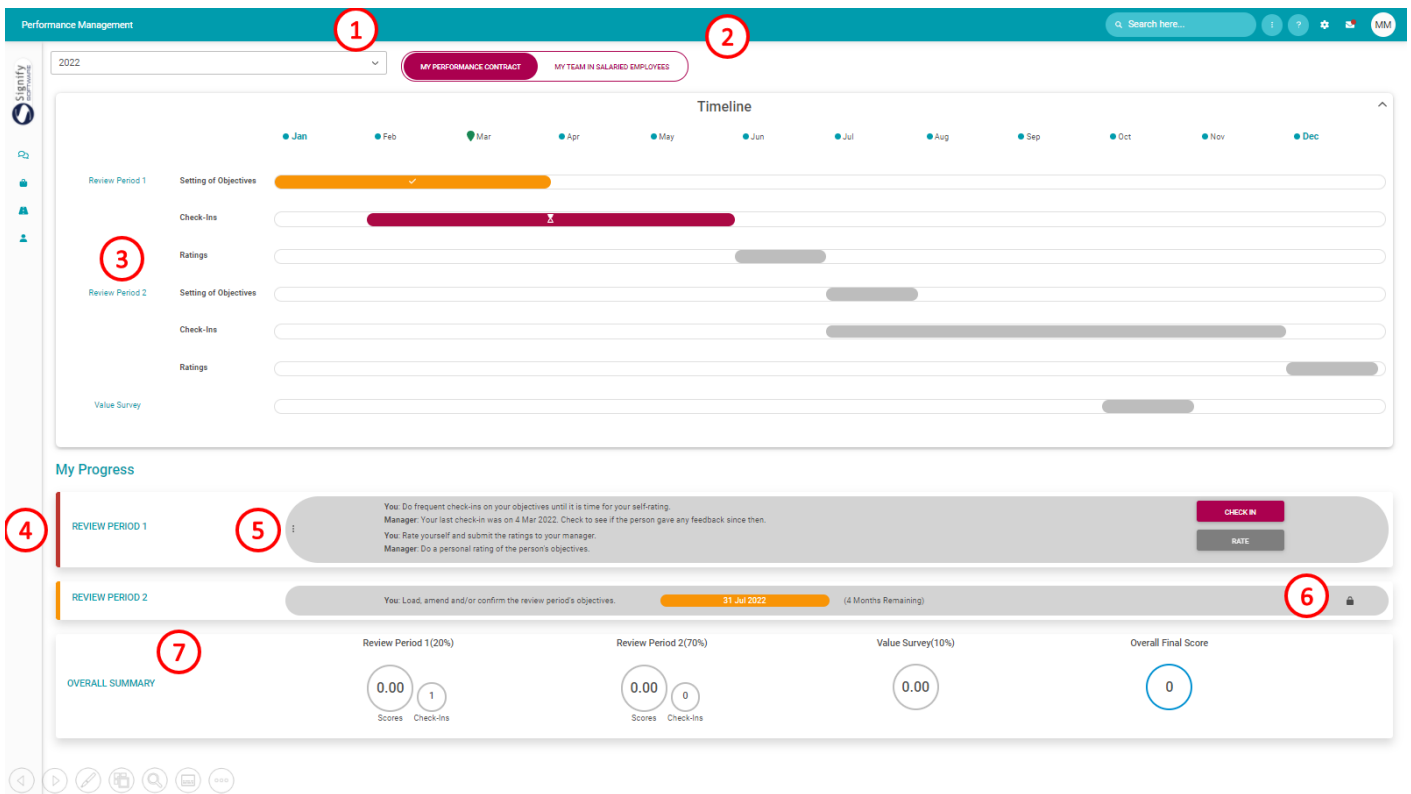 Performance Management
1
2
Search here...
?
MM
Signify
SOFTWARE
2022
MY PERFORMANCE CONTRACT
MY TEAM IN SALARIED EMPLOYEES
Timeline
Jan Feb Mar Apr May Jun Jul Aug Sep Oct Nov Dec
Review Period 1 Setting of Objectives
Check-Ins
3
Ratings
Review Period 2 Setting of Objectives
Check-Ins
Ratings
Value Survey
My Progress
4
REVIEW PERIOD 1
5
You: Do frequent check-ins on your objectives until it is time for your self-rating.
Manager: Your last check-in was on 4 Mar 2022. Check to see if the person gave any feedback since then.
You: Rate yourself and submit the ratings to your manager.
Manager: Do a personal rating of the person's objectives.
CHECK IN
RATE
REVIEW PERIOD 2
You: Load, amend and/or confirm the review period's objectives. 31 Jul 2022 (4 Months Remaining)
6
7
OVERALL SUMMARY
Review Period 1(20%) Review Period 2(70%) Value Survey(10%) Overall Final Score
0.00 1 0.00 0 0.00 0
Scores Check-Ins Scores Check-Ins